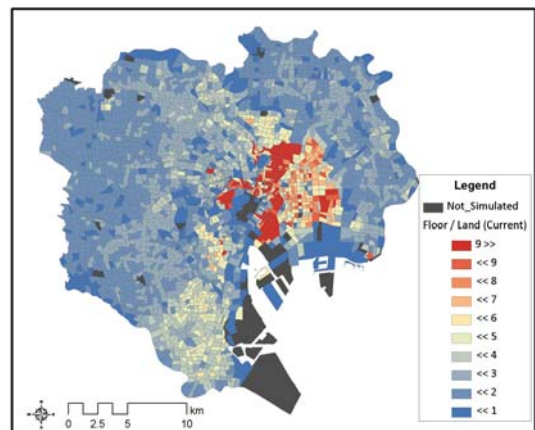 Legend
Not_Simulated
Floor / Land (Current)
9 >>
<< 9
<< 8
<< 7
<< 6
<< 5
<< 4
<< 3
<< 2
<< 1
km
0 2.5 5 10